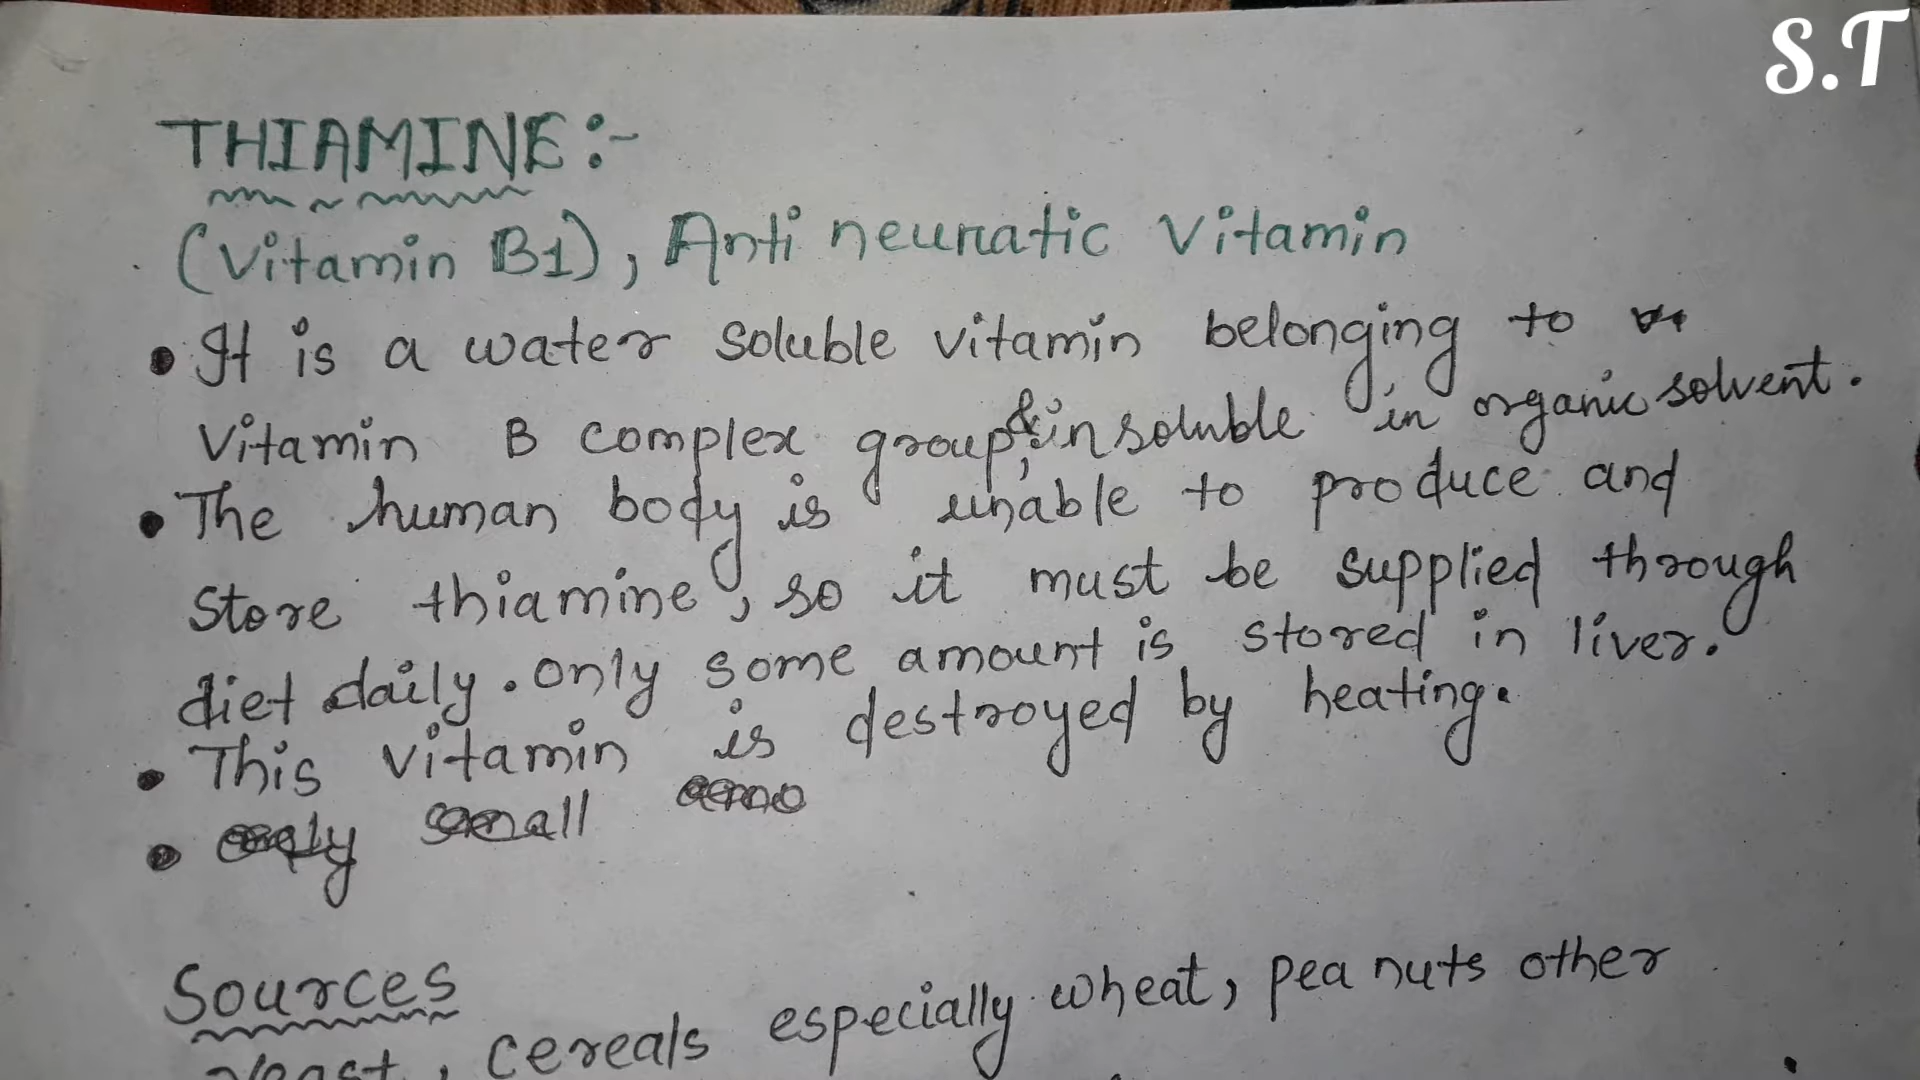 S.T
THIAMINE:-
(Vitamin B1), Anti neuratic Vitamin
• It is a water soluble vitamin belonging to
Vitamin B complex group, & insoluble in organic solvent.
• The human body is unable to produce and
store thiamine, so it must be supplied through
diet daily. only some amount is stored in liver.
• This vitamin is destroyed by heating.
• only small amo
Sources
Yeast, cereals especially wheat, pea nuts other